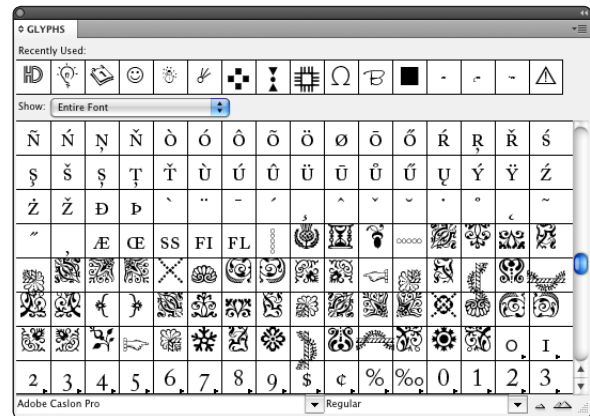 GLYPHS
Recently Used:
Show: Entire Font
Ñ Ń Ņ Ň Ò Ó Ô Õ Ö Ø Ō Ő Ŕ Ŗ Ř Ś
Ş Š Ș Ț Ť Ù Ú Û Ü Ū Ů Ű Ų Ý Ÿ Ź
Ż Ž Đ Þ ` ¨ ¯ ´ ¸ ˆ ˇ ˘ ˙ ˚ ˛ ˜
˝ , Æ Œ SS FI FL
O I
2 3 4 5 6 7 8 9 $ ¢ % ‰ 0 1 2 3
Adobe Caslon Pro Regular